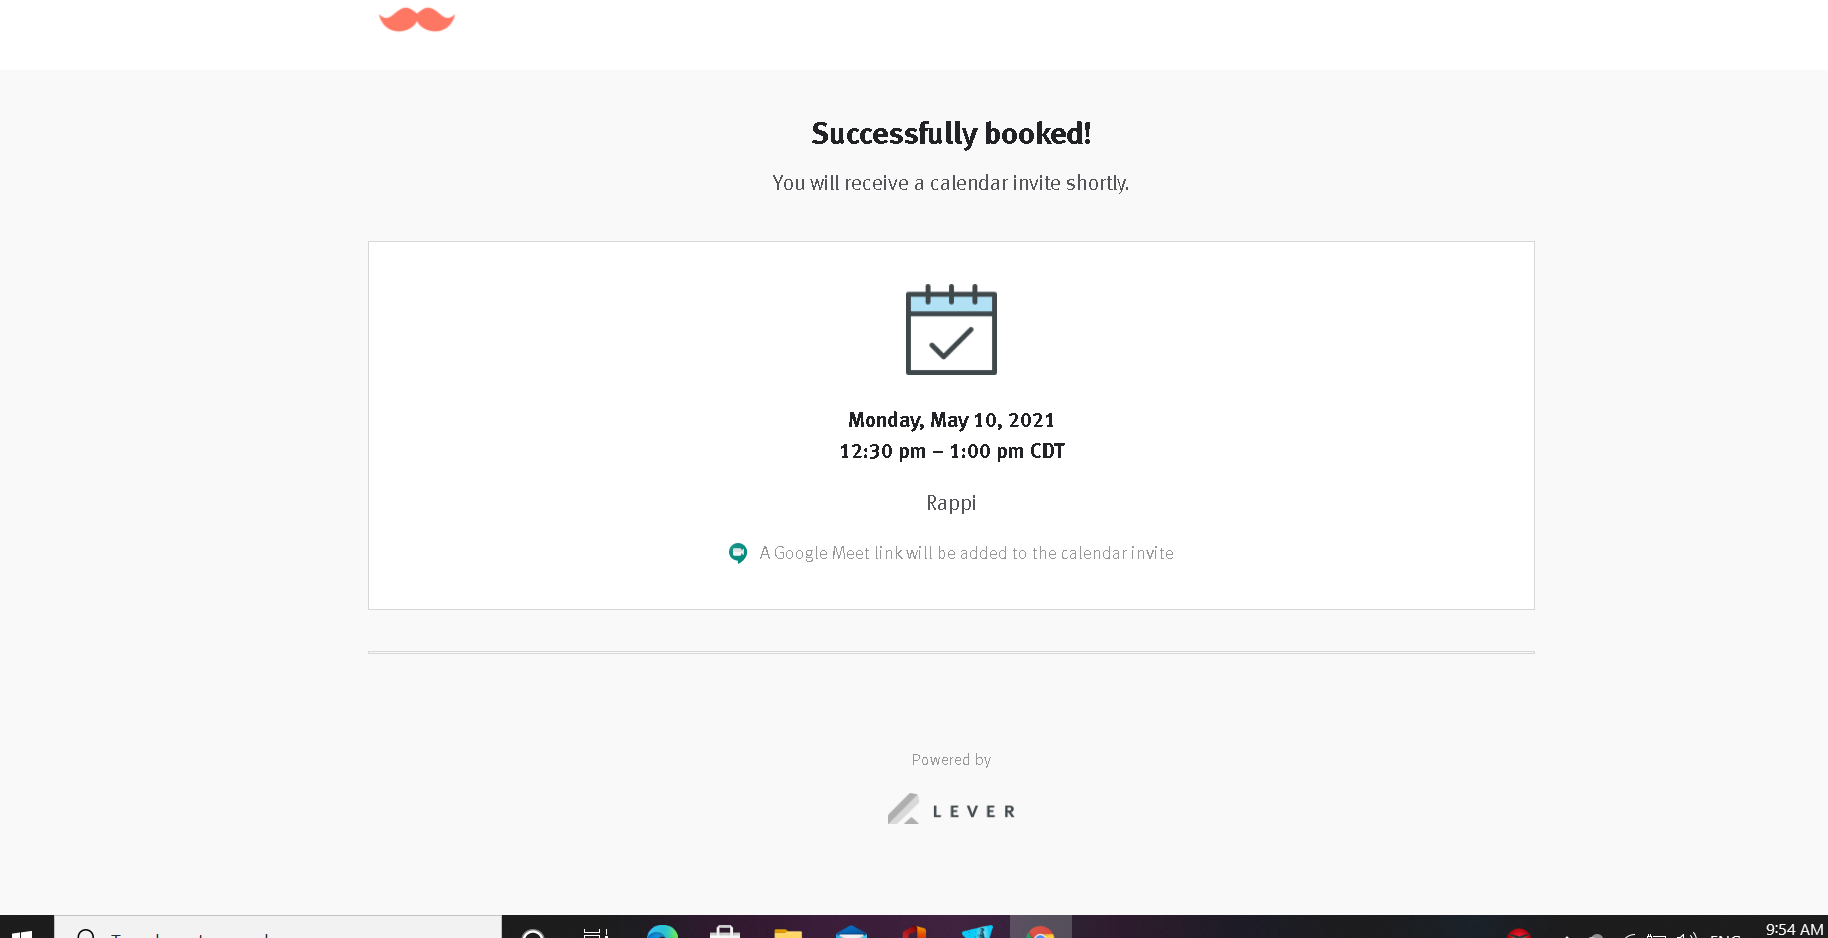 Successfully booked!
You will receive a calendar invite shortly.
Monday, May 10, 2021
12:30 pm – 1:00 pm CDT
Rappi
A Google Meet link will be added to the calendar invite
Powered by
LEVER
9:54 AM